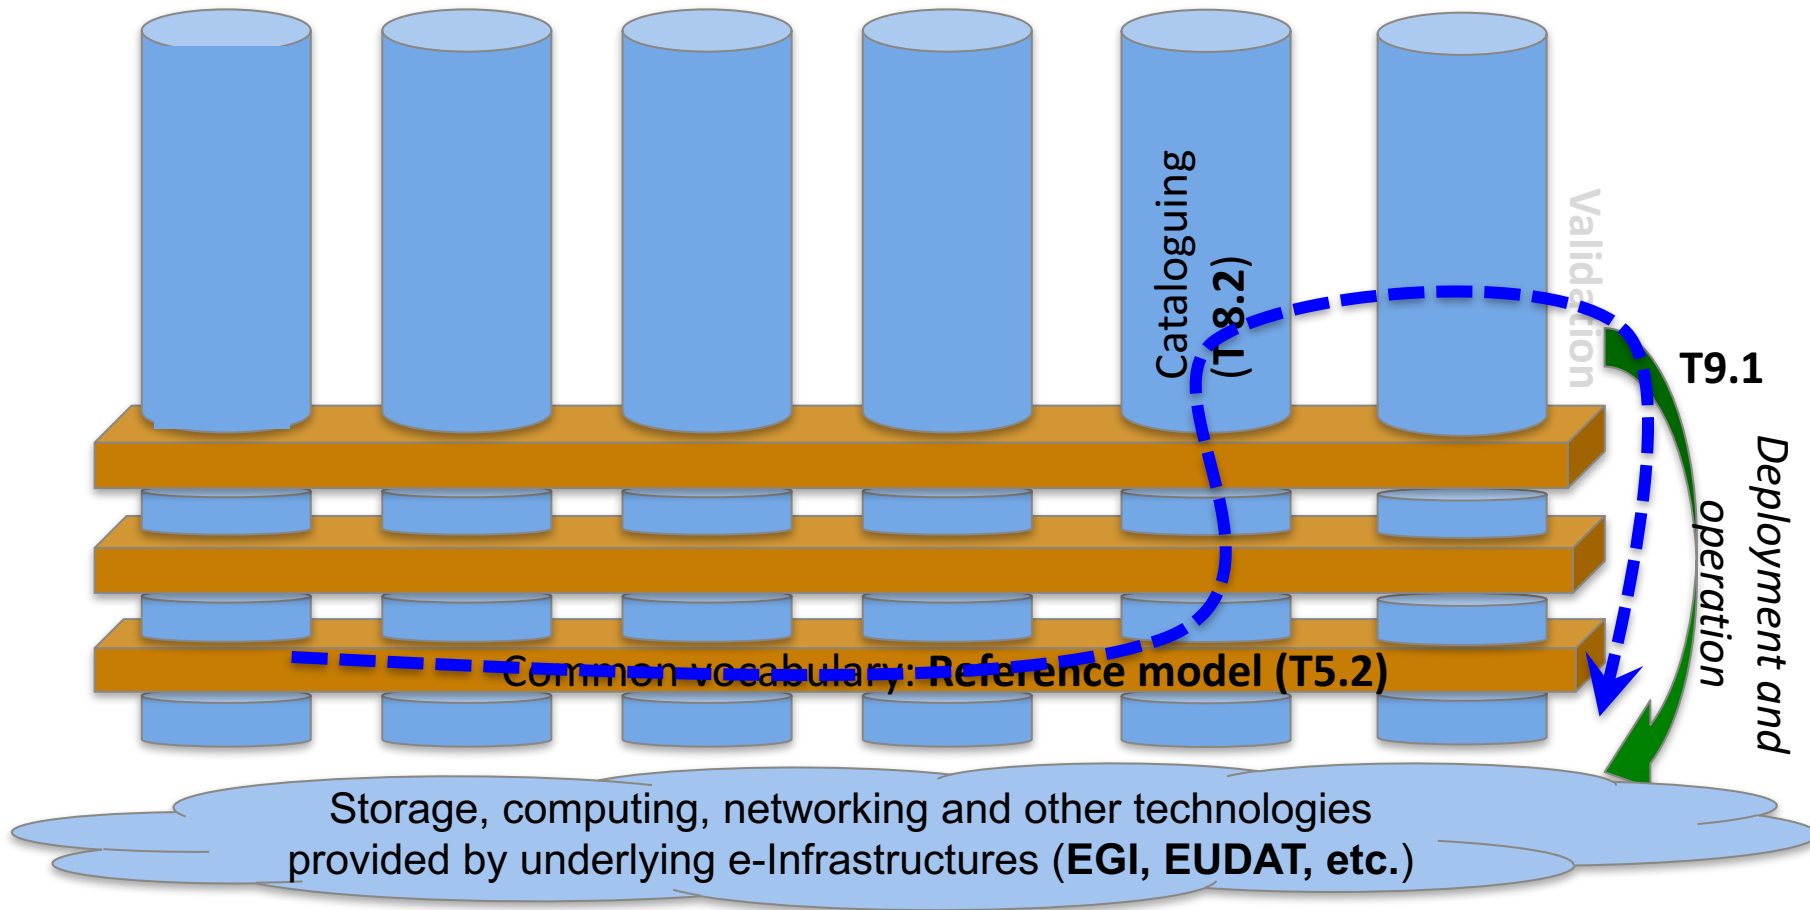 Cataloguing
(T 8.2)
Validation
T9.1
Deployment and
operation
Common vocabulary: Reference model (T5.2)
Storage, computing, networking and other technologies
provided by underlying e-Infrastructures (EGI, EUDAT, etc.)